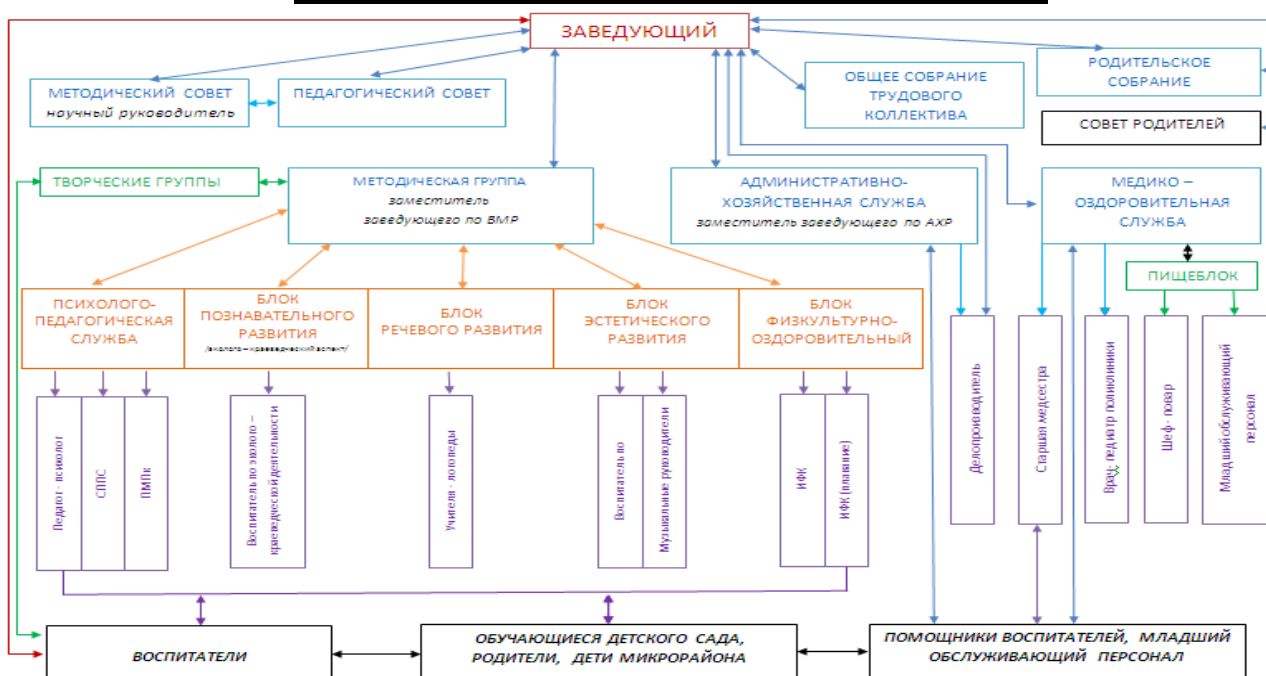 ЗАВЕДУЮЩИЙ
МЕТОДИЧЕСКИЙ СОВЕТ
научный руководитель
ПЕДАГОГИЧЕСКИЙ СОВЕТ
ОБЩЕЕ СОБРАНИЕ
ТРУДОВОГО
КОЛЛЕКТИВА
РОДИТЕЛЬСКОЕ
СОБРАНИЕ
СОВЕТ РОДИТЕЛЕЙ
ТВОРЧЕСКИЕ ГРУППЫ
МЕТОДИЧЕСКАЯ ГРУППА
заместитель
заведующего по ВМР
АДМИНИСТРАТИВНО-
ХОЗЯЙСТВЕННАЯ СЛУЖБА
заместитель заведующего по АХР
МЕДИКО –
ОЗДОРОВИТЕЛЬНАЯ
СЛУЖБА
ПИЩЕБЛОК
ПСИХОЛОГО-
ПЕДАГОГИЧЕСКАЯ
СЛУЖБА
БЛОК
ПОЗНАВАТЕЛЬНОГО
РАЗВИТИЯ
/эколого – краеведческий аспект/
БЛОК
РЕЧЕВОГО РАЗВИТИЯ
БЛОК
ЭСТЕТИЧЕСКОГО
РАЗВИТИЯ
БЛОК
ФИЗКУЛЬТУРНО-
ОЗДОРОВИТЕЛЬНЫЙ
Педагог - психолог
СППС
ПМПк
Воспитатель по эколого –
краеведческой деятельности
Учителя - логопеды
Воспитатель по
Музыкальные руководители
ИФК
ИФК (плавание)
Делопроизводитель
Старшая медсестра
Врач- педиатр поликлиники
Шеф - повар
Младший обслуживающий
персонал
ВОСПИТАТЕЛИ
ОБУЧАЮЩИЕСЯ ДЕТСКОГО САДА,
РОДИТЕЛИ, ДЕТИ МИКРОРАЙОНА
ПОМОЩНИКИ ВОСПИТАТЕЛЕЙ, МЛАДШИЙ
ОБСЛУЖИВАЮЩИЙ ПЕРСОНАЛ